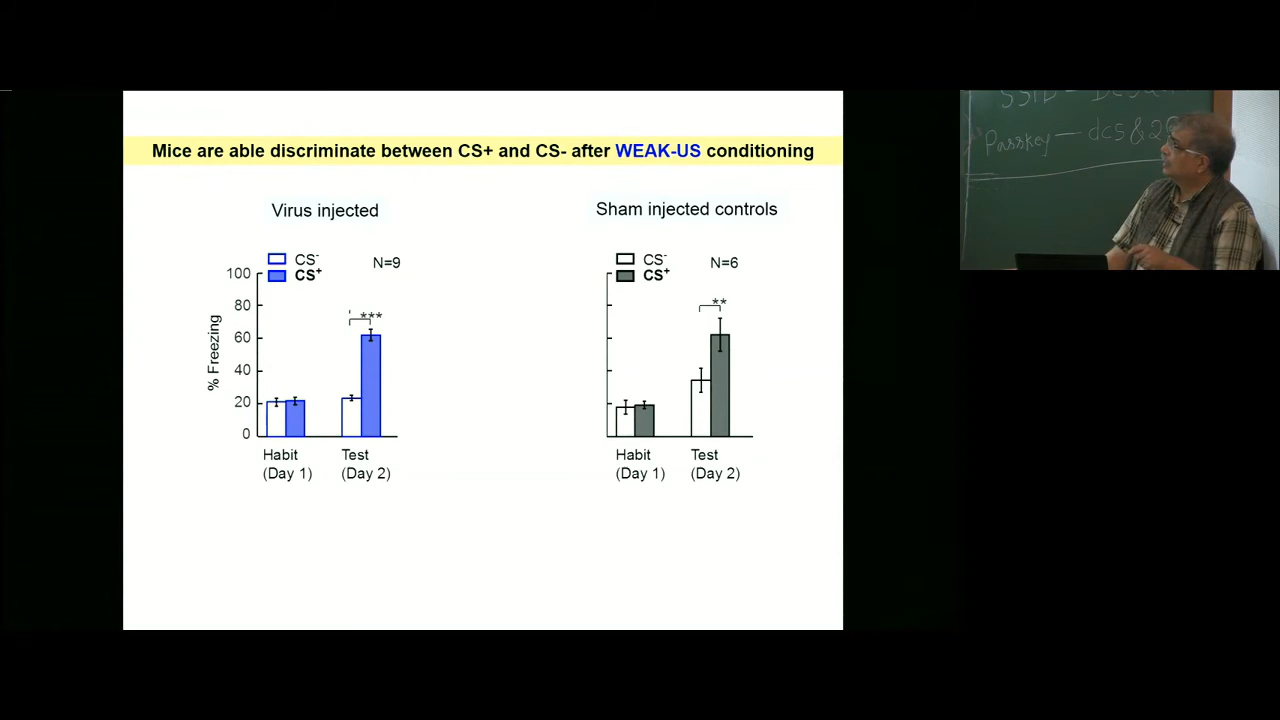 Mice are able discriminate between CS+ and CS- after WEAK-US conditioning
Virus injected
Sham injected controls
CS-
CS+
N=9
CS-
CS+
N=6
% Freezing
100
80
60
40
20
0
***
**
Habit
(Day 1)
Test
(Day 2)
Habit
(Day 1)
Test
(Day 2)
Passkey —